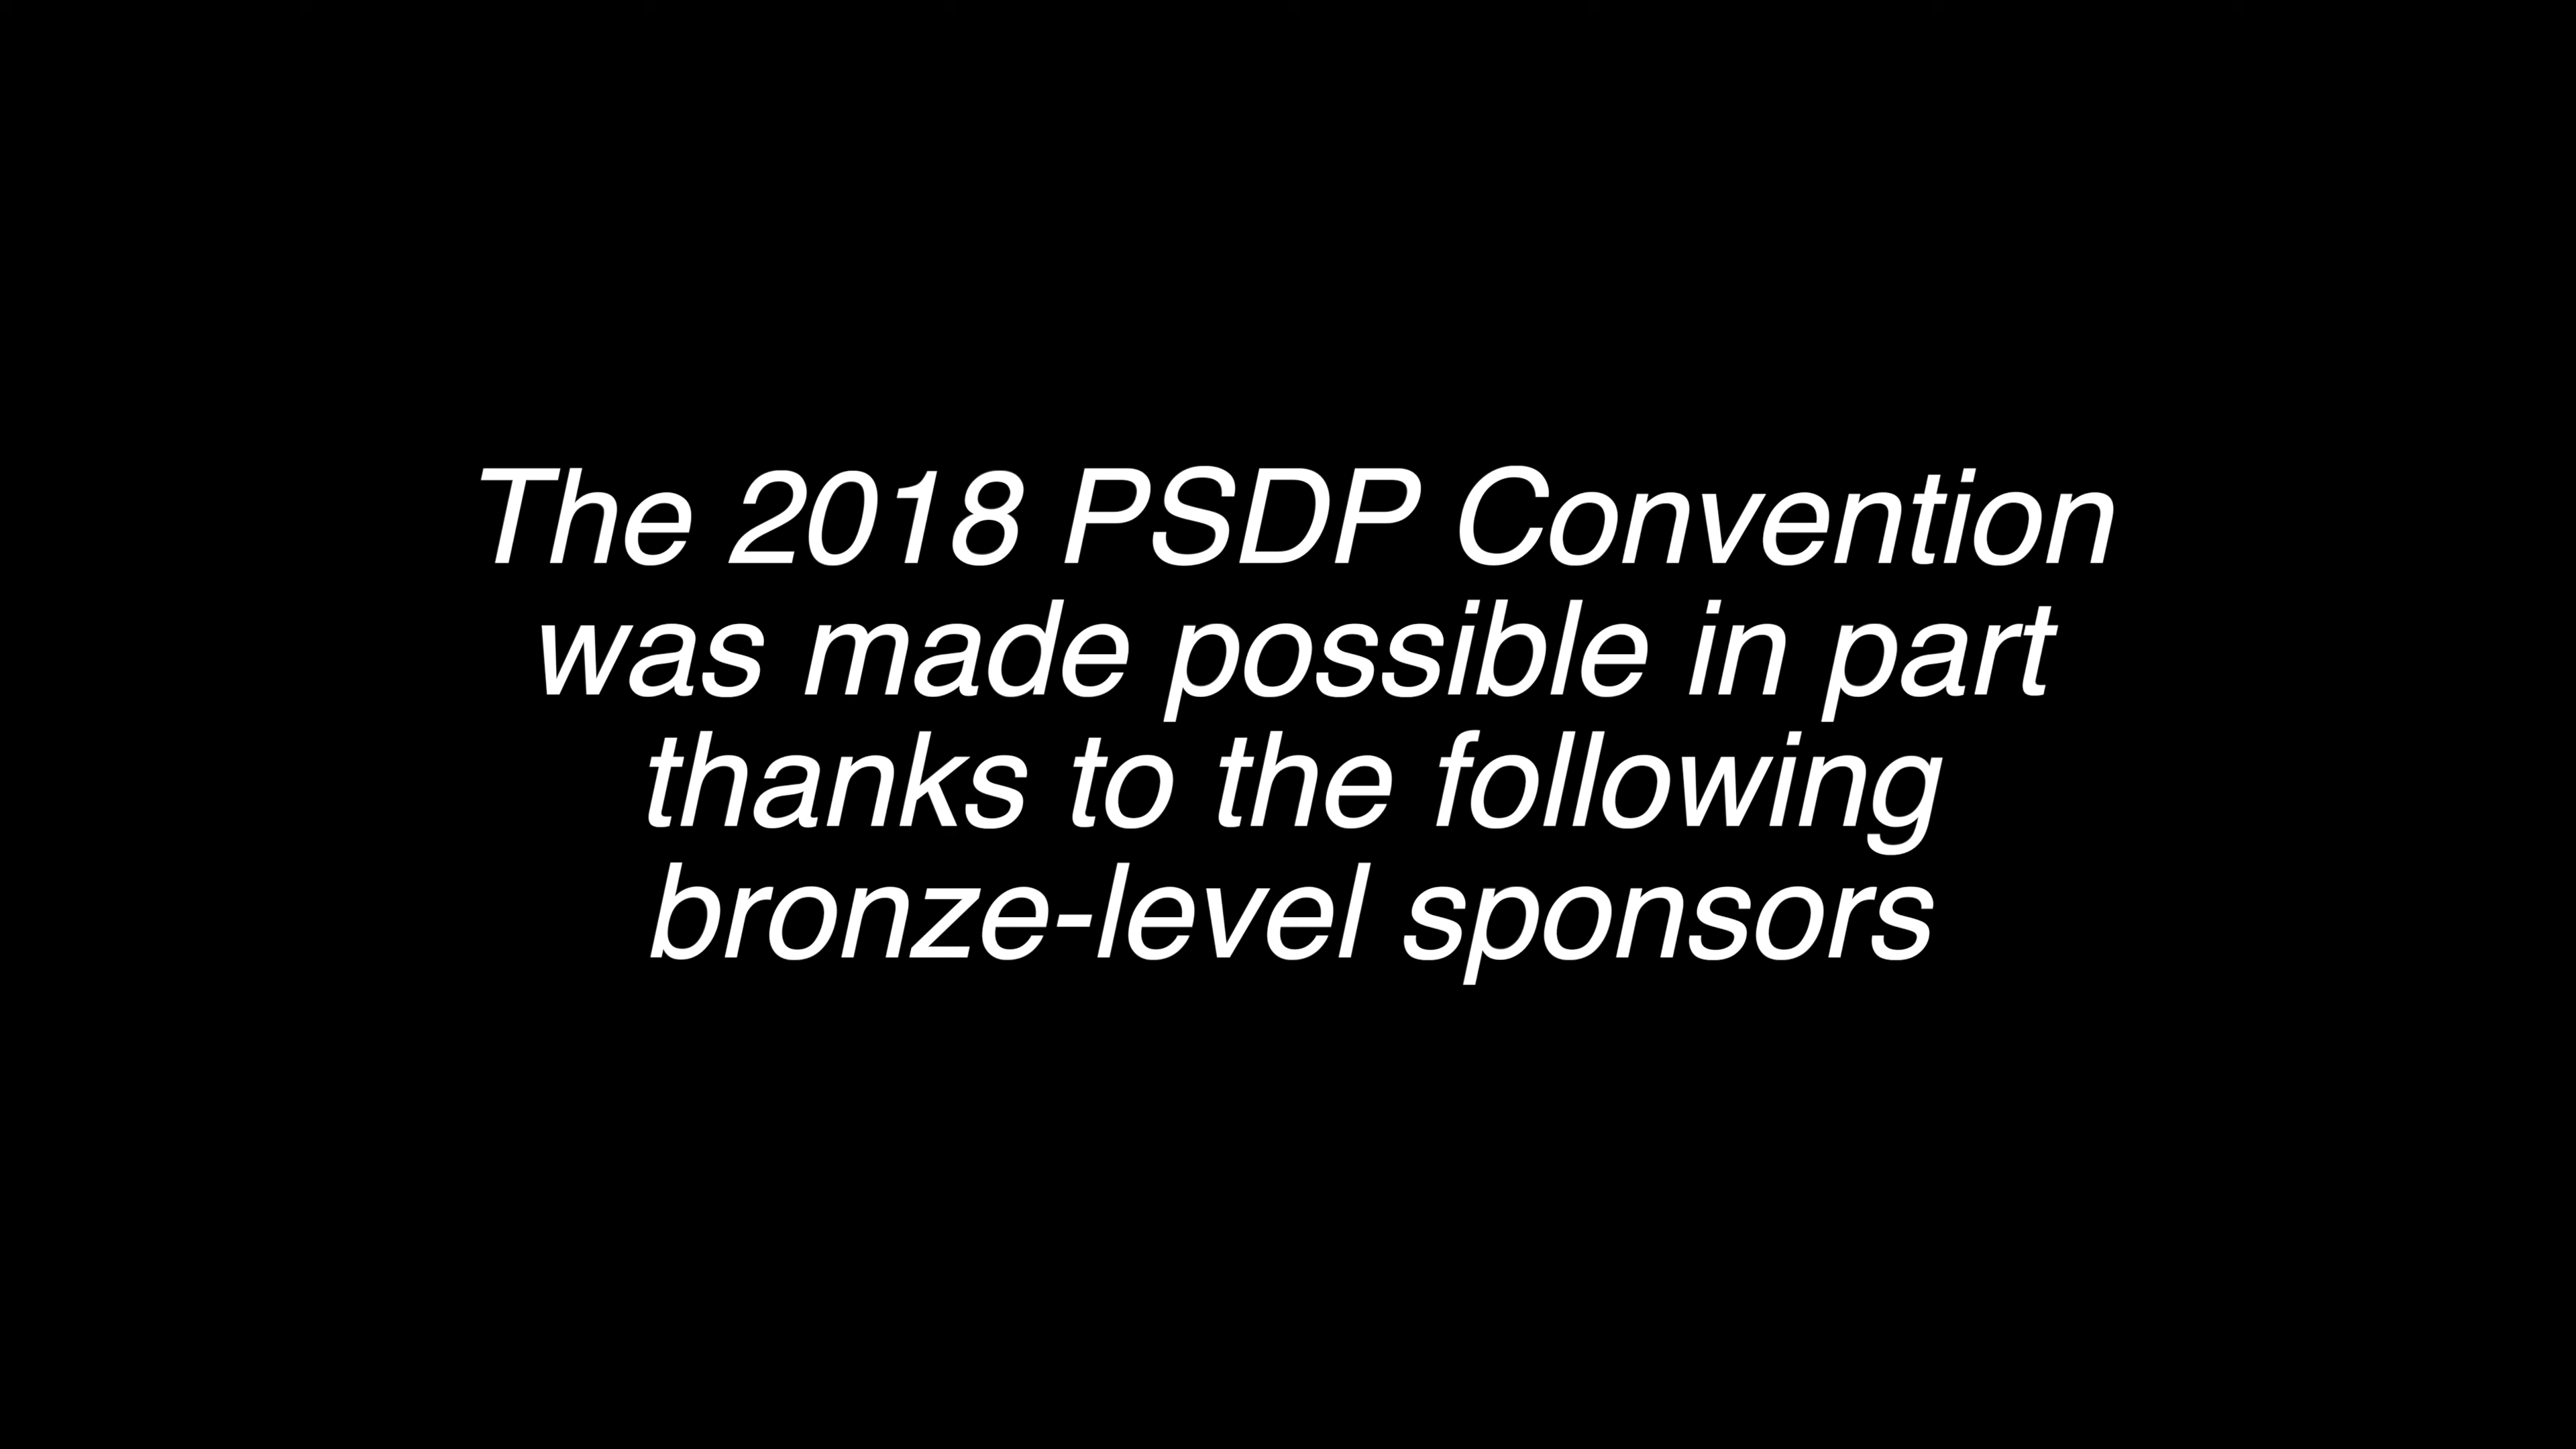 The 2018 PSDP Convention
was made possible in part
thanks to the following
bronze-level sponsors